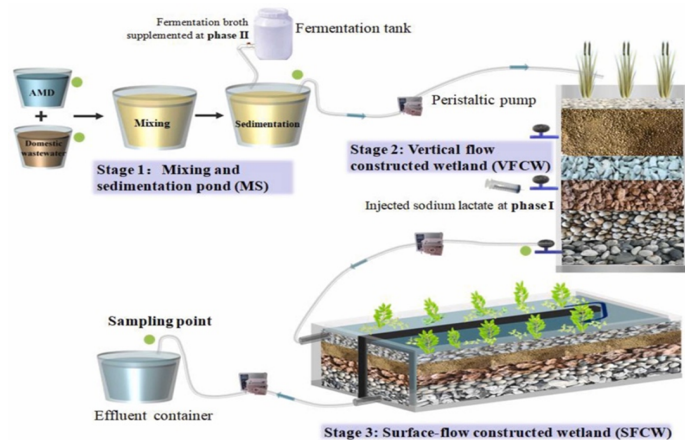 Fermentation broth
supplemented at phase II
Fermentation tank
AMD
+
Domestic
wastewater
Mixing
Sedimentation
Peristaltic pump
Stage 1: Mixing and
sedimentation pond (MS)
Stage 2: Vertical flow
constructed wetland (VFCW)
Injected sodium lactate at phase I
Sampling point
Effluent container
Stage 3: Surface-flow constructed wetland (SFCW)